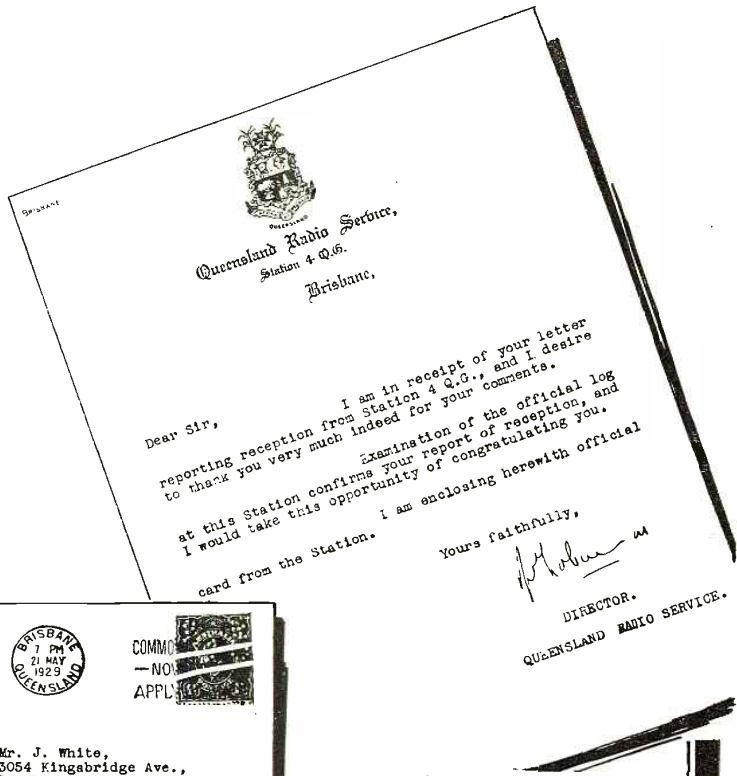 BRISBANE
QUEENSLAND
Queensland Radio Service,
Station 4 Q.G.
Brisbane,
Dear Sir,
I am in receipt of your letter
reporting reception from Station 4 Q.G., and I desire
to thank you very much indeed for your comments.
Examination of the official log
at this Station confirms your report of reception, and
I would take this opportunity of congratulating you.
I am enclosing herewith official
card from the Station.
Yours faithfully,
DIRECTOR.
QUEENSLAND RADIO SERVICE.
BRISBANE
7 PM
21 MAY
1929
QUEENSLAND
COMMO
—NOW
APPLY
Mr. J. White,
3054 Kingsbridge Ave.,